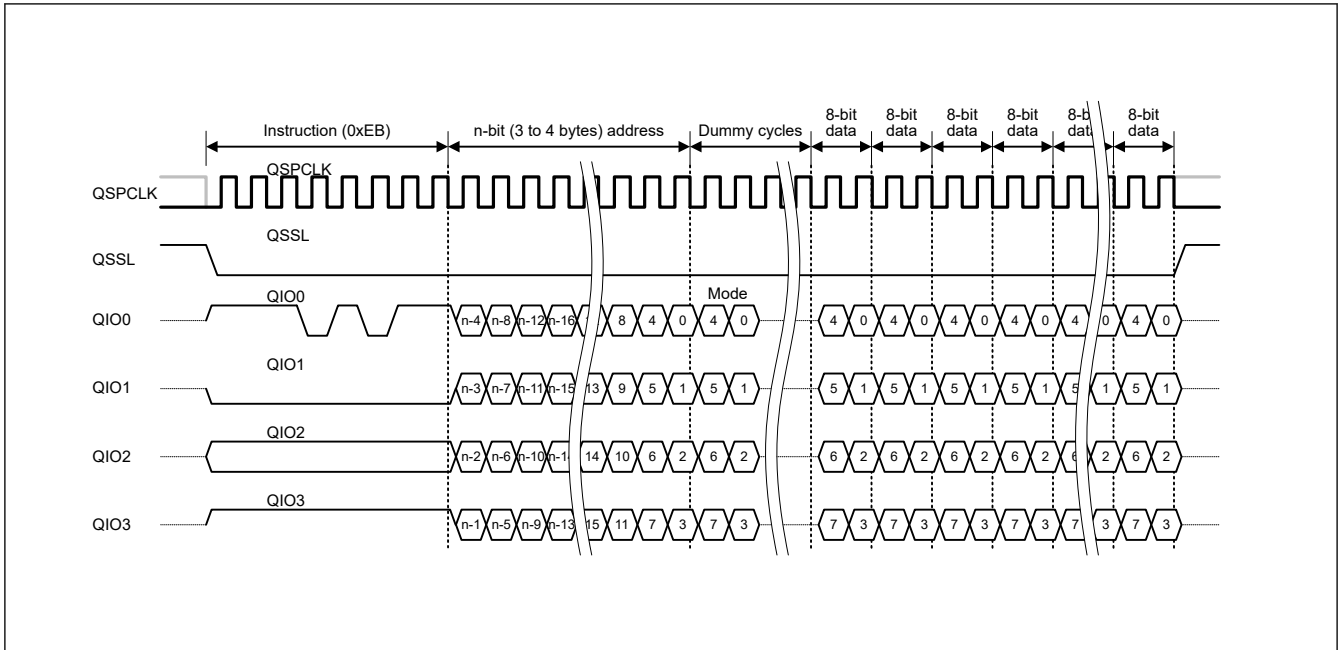 8-bit data 8-bit data 8-bit data 8-bit data 8-b data 8-bit data
Instruction (0xEB) n-bit (3 to 4 bytes) address Dummy cycles
QSPCLK
QSPCLK
QSSL
QSSL
QIO0
Mode
QIO0 n-4 n-8 n-12 n-16 8 4 0 4 0 4 0 4 0 4 0 4 0 4 0 4 0
QIO1
QIO1 n-3 n-7 n-11 n-15 13 9 5 1 5 1 5 1 5 1 5 1 5 1 5 1 5 1
QIO2
QIO2 n-2 n-6 n-10 14 10 6 2 6 2 6 2 6 2 6 2 6 2 6 2 6 2
QIO3
QIO3 n-1 n-5 n-9 n-13 15 11 7 3 7 3 7 3 7 3 7 3 7 3 7 3 7 3